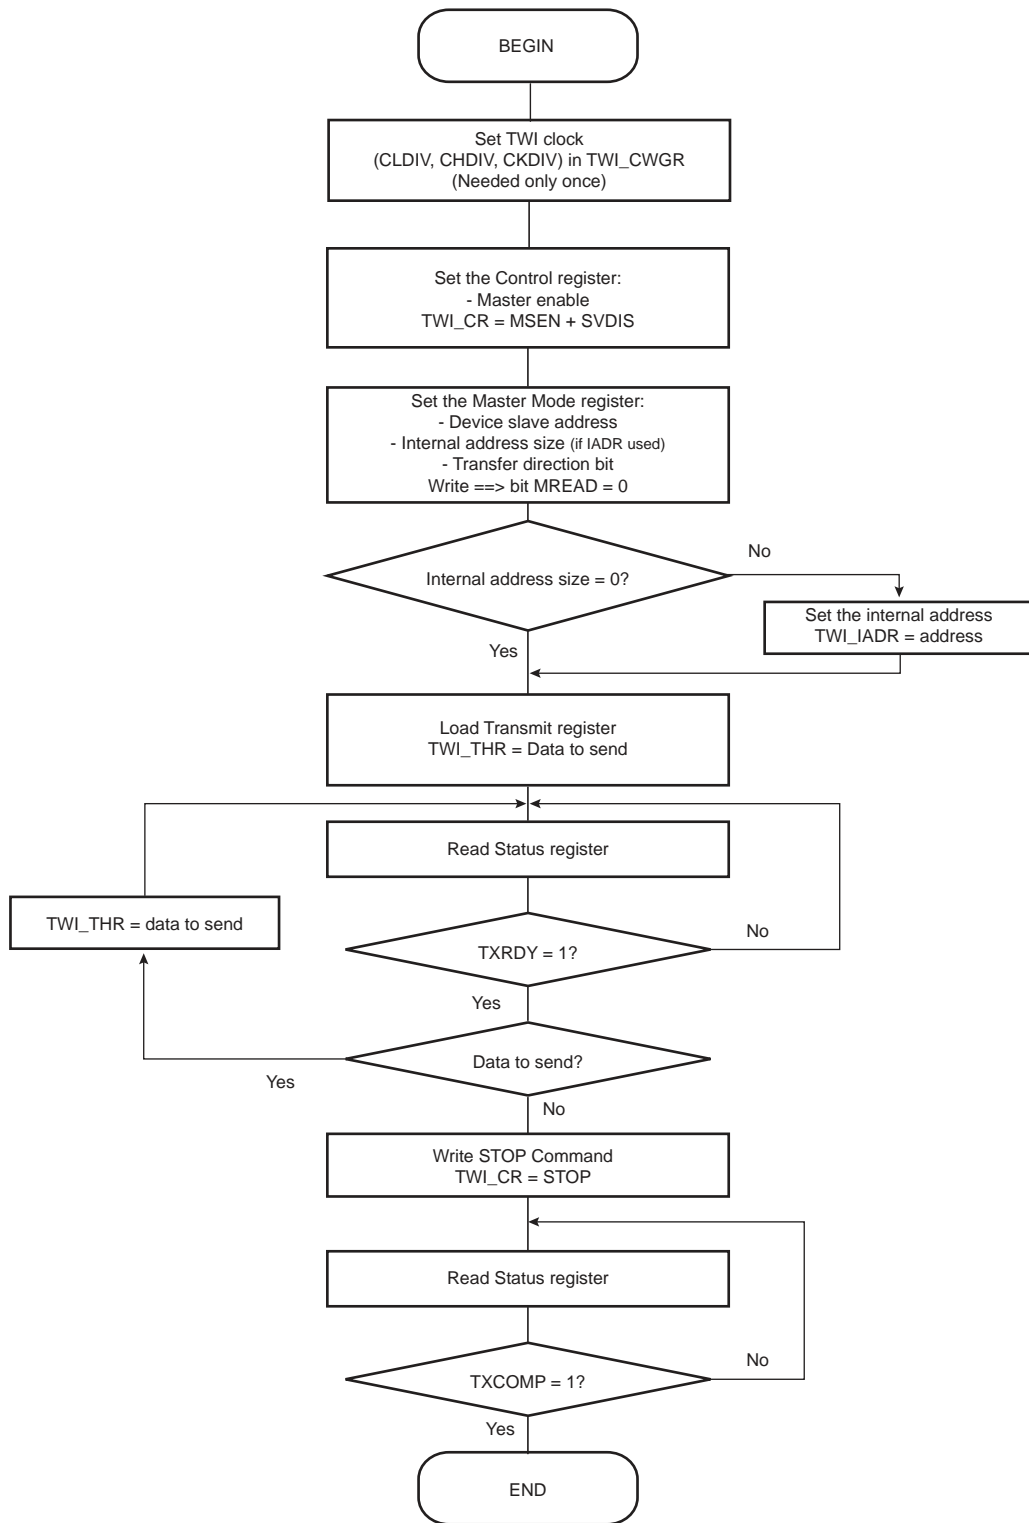 BEGIN
Set TWI clock
(CLDIV, CHDIV, CKDIV) in TWI_CWGR
(Needed only once)
Set the Control register:
- Master enable
TWI_CR = MSEN + SVDIS
Set the Master Mode register:
- Device slave address
- Internal address size (if IADR used)
- Transfer direction bit
Write ==> bit MREAD = 0
Internal address size = 0?
No
Set the internal address
TWI_IADR = address
Yes
Load Transmit register
TWI_THR = Data to send
Read Status register
TWI_THR = data to send
TXRDY = 1?
No
Yes
Data to send?
Yes
No
Write STOP Command
TWI_CR = STOP
Read Status register
TXCOMP = 1?
No
Yes
END